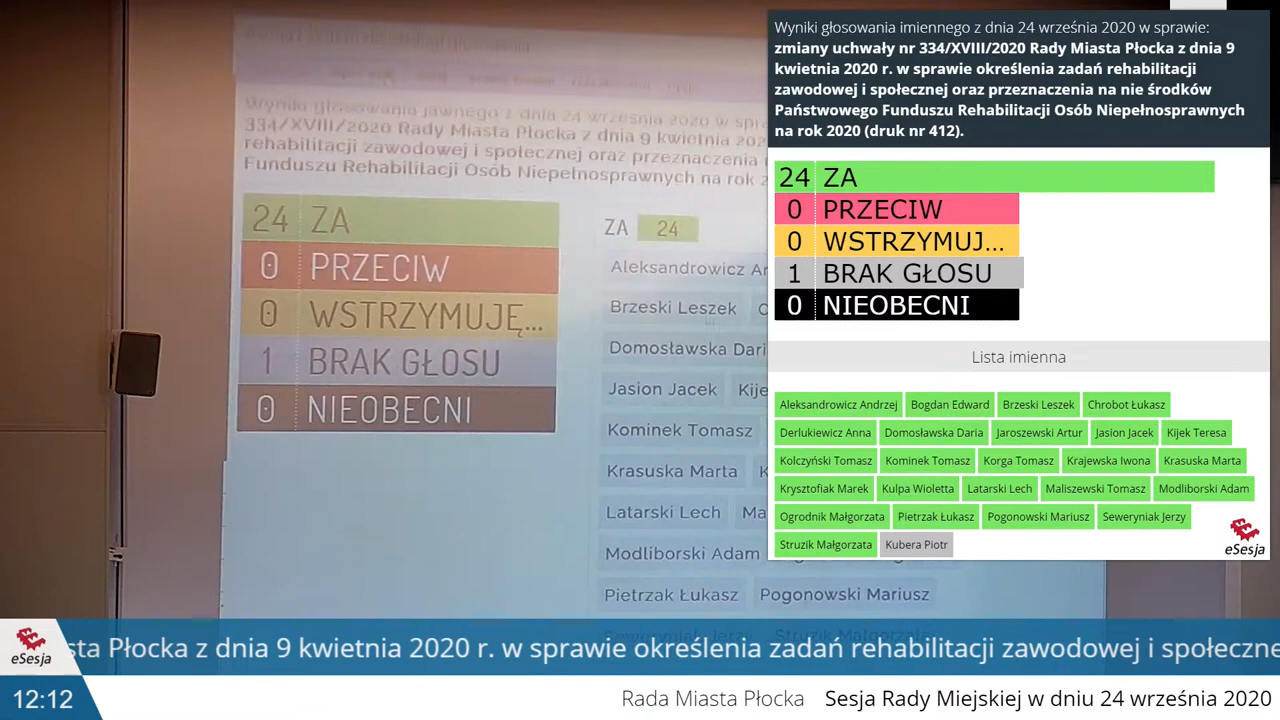 Wyniki głosowania imiennego z dnia 24 września 2020 w sprawie:
zmiany uchwały nr 334/XVIII/2020 Rady Miasta Płocka z dnia 9
kwietnia 2020 r. w sprawie określenia zadań rehabilitacji
zawodowej i społecznej oraz przeznaczenia na nie środków
Państwowego Funduszu Rehabilitacji Osób Niepełnosprawnych
na rok 2020 (druk nr 412).
24 ZA
0 PRZECIW
0 WSTRZYMUJ...
1 BRAK GŁOSU
0 NIEOBECNI
Lista imienna
Aleksandrowicz Andrzej Bogdan Edward Brzeski Leszek Chrobot Łukasz
Derlukiewicz Anna Domosławska Daria Jaroszewski Artur Jasion Jacek Kijek Teresa
Kolczyński Tomasz Kominek Tomasz Korga Tomasz Krajewska Iwona Krasuska Marta
Krysztofiak Marek Kulpa Wioletta Latarski Lech Maliszewski Tomasz Modliborski Adam
Ogrodnik Małgorzata Pietrzak Łukasz Pogonowski Mariusz Seweryniak Jerzy
Struzik Małgorzata Kubera Piotr
eSesja
Wyniki głosowania jawnego z dnia 24 września 2020 w spra
334/XVIII/2020 Rady Miasta Płocka z dnia 9 kwietnia 202
rehabilitacji zawodowej i społecznej oraz przeznaczenia
Funduszu Rehabilitacji Osób Niepełnosprawnych na rok 2
24 ZA
0 PRZECIW
0 WSTRZYMUJĘ...
1 BRAK GŁOSU
0 NIEOBECNI
ZA 24
Aleksandrowicz An
Brzeski Leszek
Domosławska Dari
Jasion Jacek Kije
Kominek Tomasz
Krasuska Marta K
Latarski Lech Ma
Modliborski Adam
Pietrzak Łukasz Pogonowski Mariusz
Seweryniak Jerzy Struzik Małgorzata
eSesja
sta Płocka z dnia 9 kwietnia 2020 r. w sprawie określenia zadań rehabilitacji zawodowej i społeczne
12:12
Rada Miasta Płocka Sesja Rady Miejskiej w dniu 24 września 2020